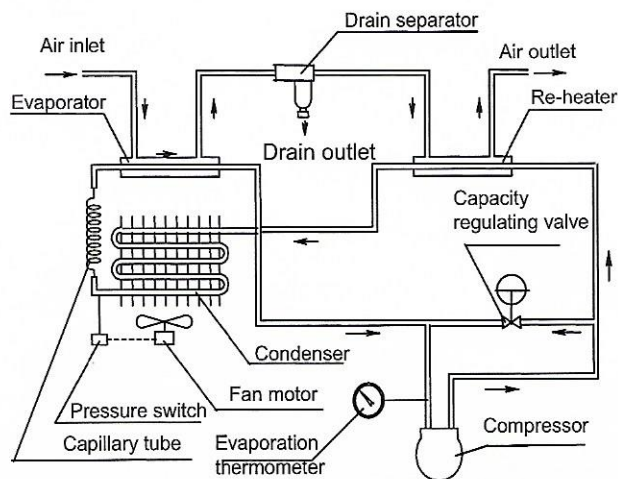 Drain separator
Air inlet
Air outlet
Evaporator
Re-heater
Drain outlet
Capacity
regulating valve
Condenser
Fan motor
Pressure switch
Capillary tube
Evaporation
thermometer
Compressor